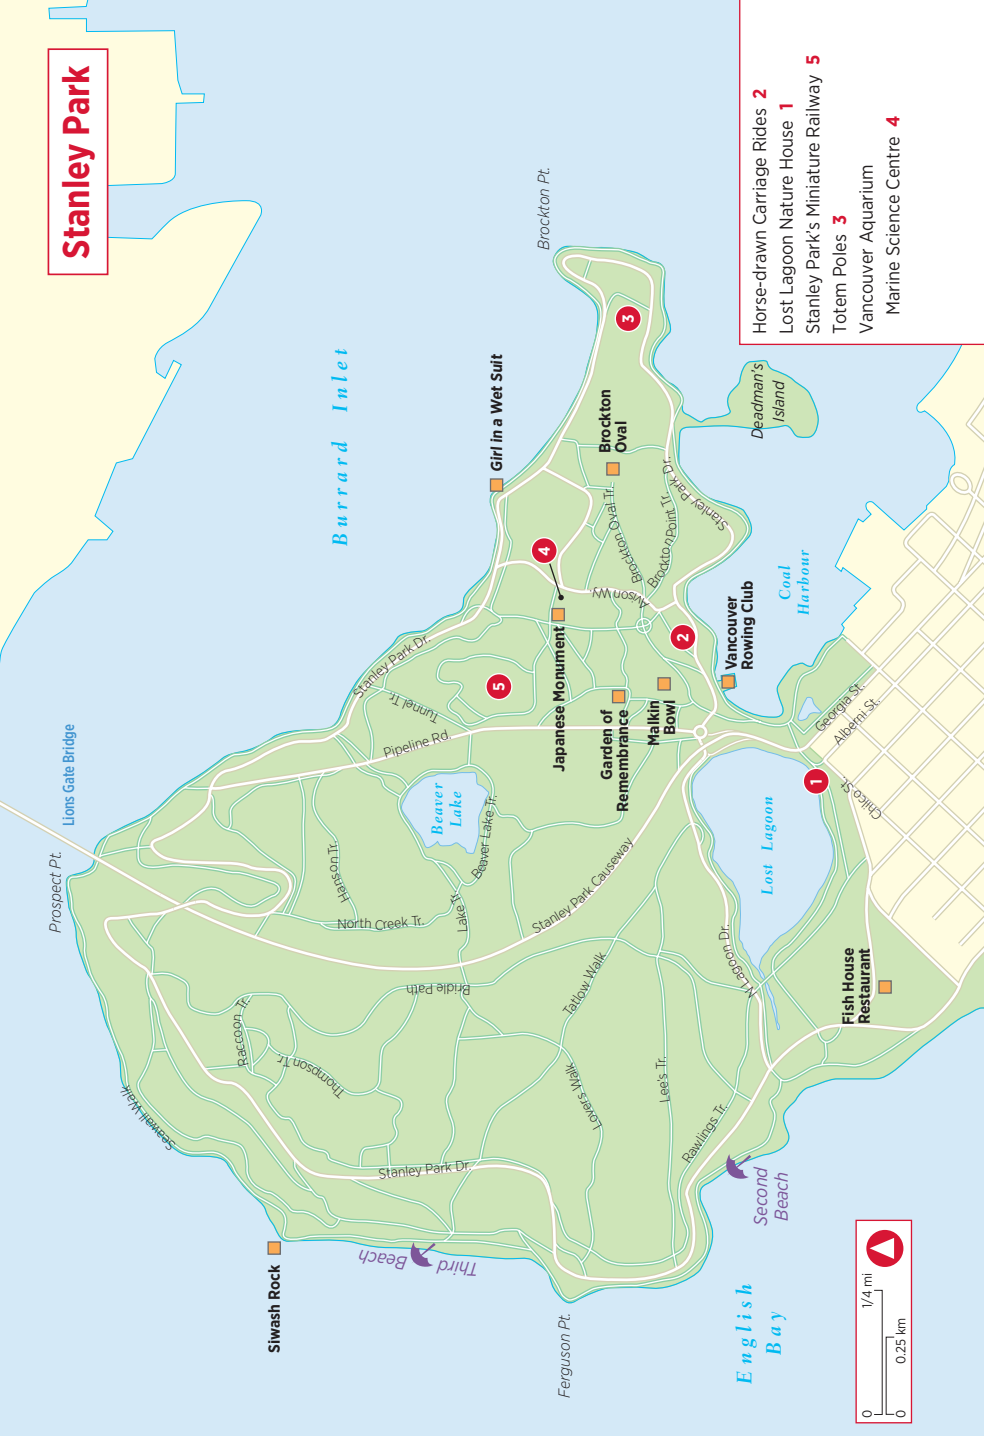 Stanley Park
Horse-drawn Carriage Rides 2
Lost Lagoon Nature House 1
Stanley Park's Miniature Railway 5
Totem Poles 3
Vancouver Aquarium
Marine Science Centre 4
Lions Gate Bridge
Prospect Pt.
Burrard Inlet
Brockton Pt.
Girl in a Wet Suit
Brockton
Oval
Deadman's
Island
3
4
5
2
1
Stanley Park Dr.
Tunnel Tr.
Pipeline Rd.
Avison Wy.
Brockton Oval Tr.
Brockton Point Tr.
Stanley Park Dr.
Japanese Monument
Garden of
Remembrance
Malkin
Bowl
Vancouver
Rowing Club
Coal
Harbour
Georgia St.
Alberni St.
Chilco St.
Beaver
Lake
Beaver Lake Tr.
Lake Tr.
Hanson Tr.
North Creek Tr.
Stanley Park Causeway
Lost Lagoon
N Lagoon Dr.
Fish House
Restaurant
Bridle Path
Tatlow Walk
Raccoon Tr.
Thompson Tr.
Lovers Walk
Lee's Tr.
Rawlings Tr.
Seawall Walk
Stanley Park Dr.
Siwash Rock
Third
Beach
Second
Beach
Ferguson Pt.
English
Bay
0
1/4 mi
0
0.25 km